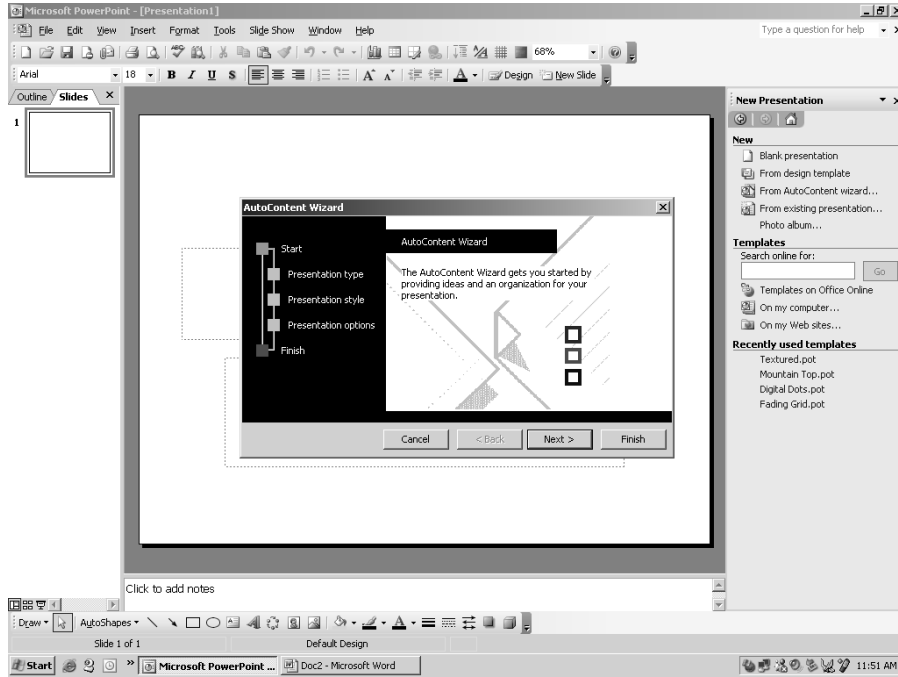 Microsoft PowerPoint - [Presentation1]
File Edit View Insert Format Tools Slide Show Window Help
Type a question for help
68%
Arial 18 B I U S A A A Design New Slide
Outline Slides
1
New Presentation
New
Blank presentation
From design template
From AutoContent wizard...
From existing presentation...
Photo album...
Templates
Search online for:
Go
Templates on Office Online
On my computer...
On my Web sites...
Recently used templates
Textured.pot
Mountain Top.pot
Digital Dots.pot
Fading Grid.pot
AutoContent Wizard
Start
Presentation type
Presentation style
Presentation options
Finish
AutoContent Wizard
The AutoContent Wizard gets you started by
providing ideas and an organization for your
presentation.
Cancel < Back Next > Finish
Click to add notes
Draw AutoShapes A
Slide 1 of 1 Default Design
Start » Microsoft PowerPoint ... Doc2 - Microsoft Word 11:51 AM